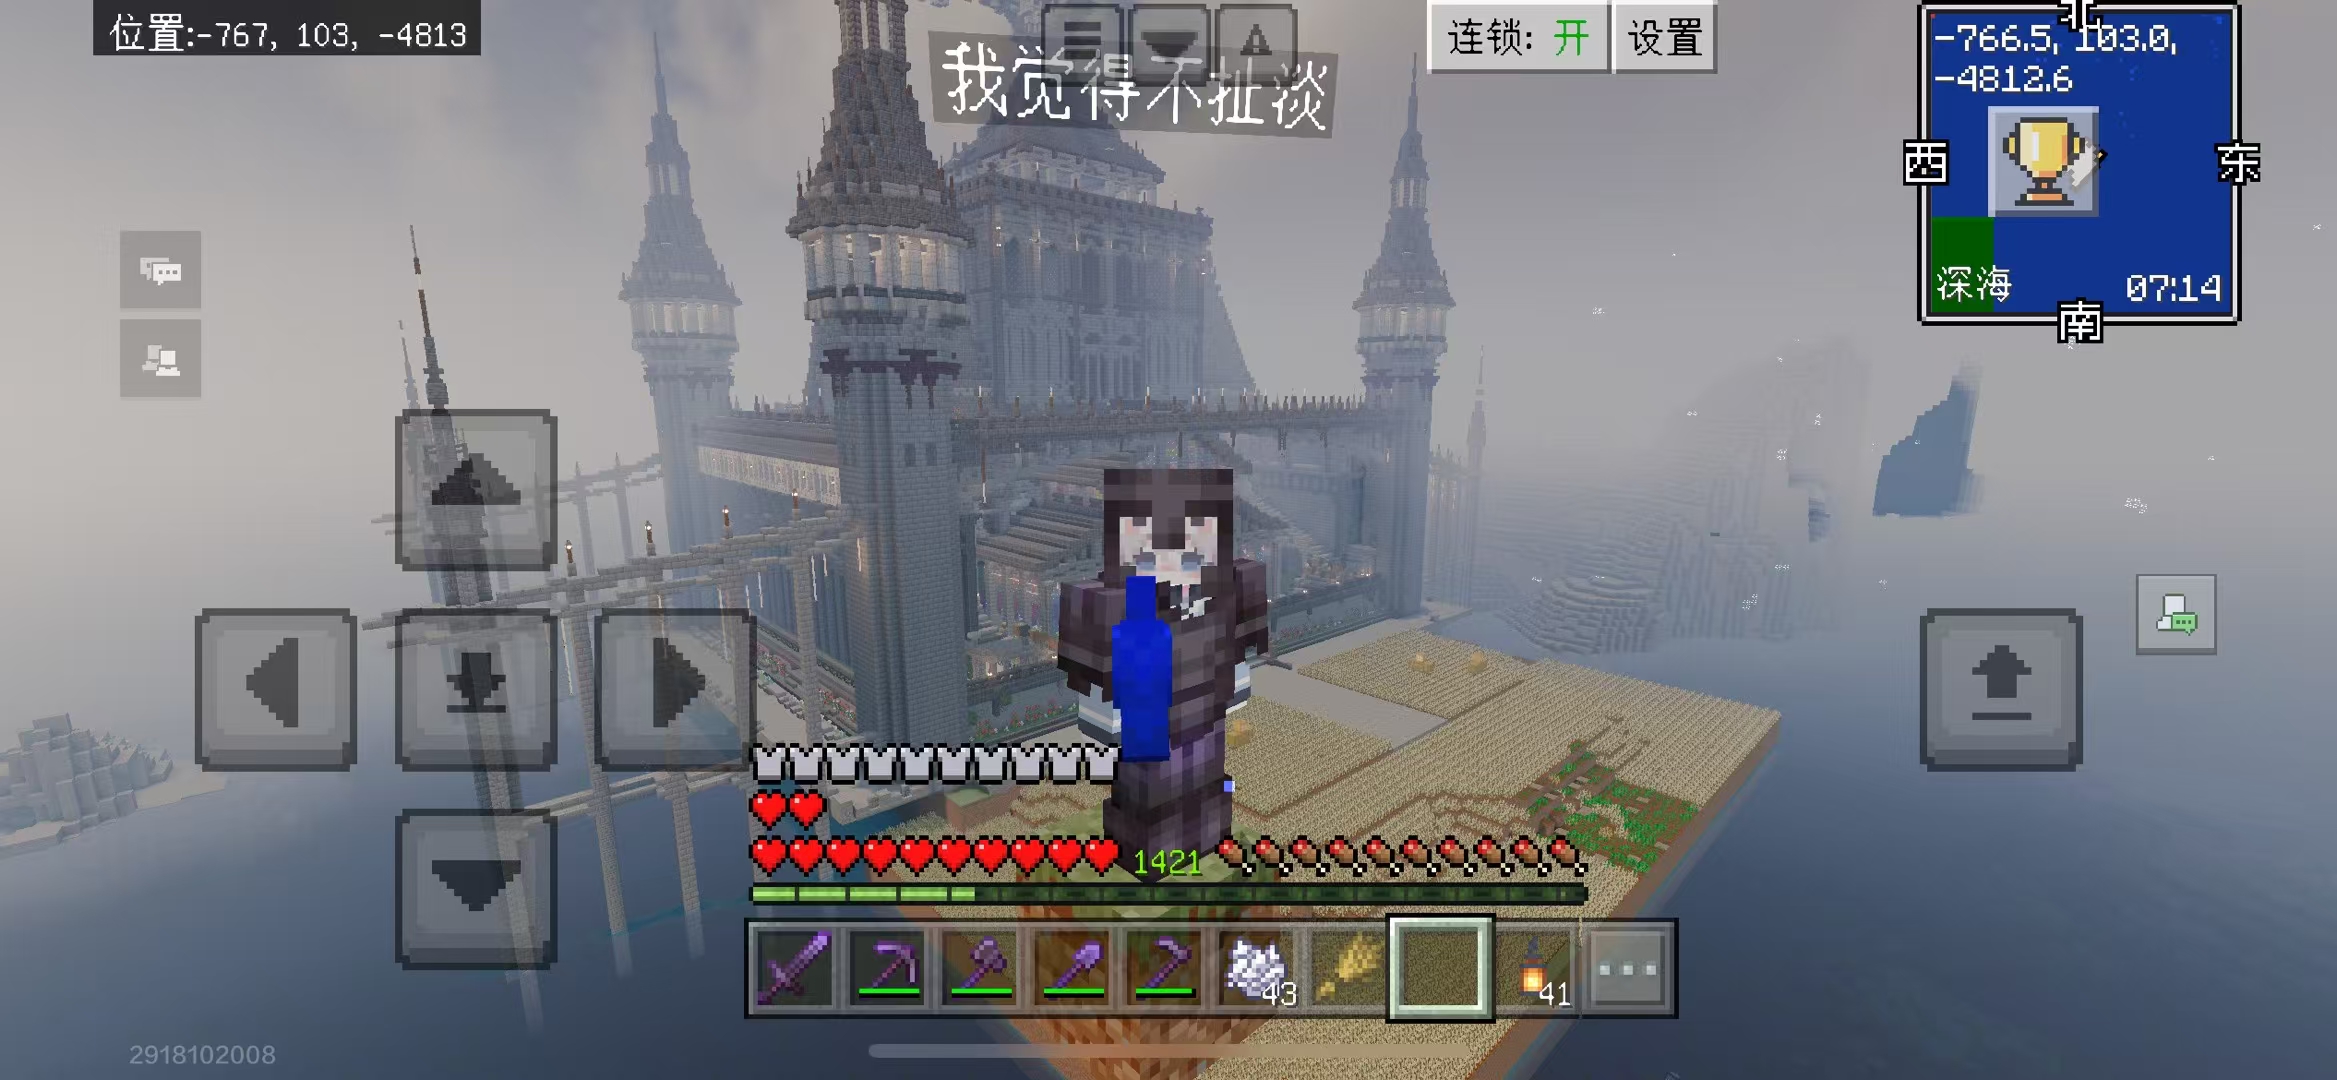 位置:-767, 103, -4813
我觉得不扯淡
连锁: 开
设置
-766.5, 103.0,
-4812.6
西
东
深海
07:14
南
1421
43
41
2918102008